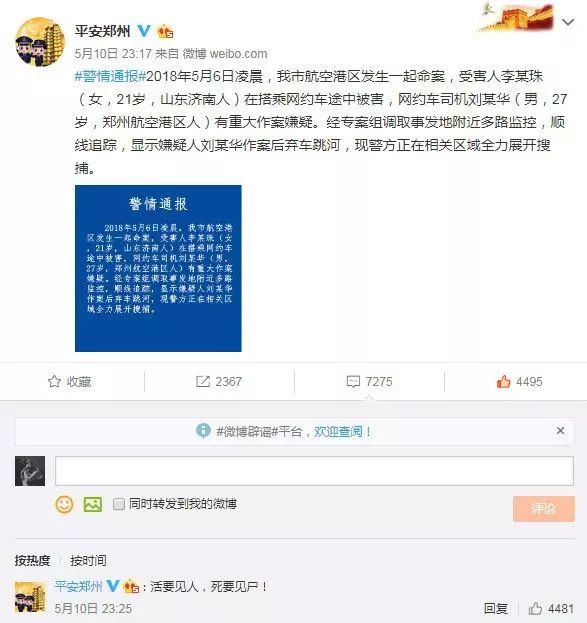 平安郑州
5月10日 23:17 来自 微博 weibo.com
#警情通报#2018年5月6日凌晨，我市航空港区发生一起命案，受害人李某珠
（女，21岁，山东济南人）在搭乘网约车途中被害，网约车司机刘某华（男，27
岁，郑州航空港区人）有重大作案嫌疑。经专案组调取事发地附近多路监控，顺
线追踪，显示嫌疑人刘某华作案后弃车跳河，现警方正在相关区域全力展开搜
捕。
警情通报
2018年5月6日凌晨，我市航空港
区发生一起命案，受害人李某珠（女，
21岁，山东济南人）在搭乘网约车
途中被害，网约车司机刘某华（男，
27岁，郑州航空港区人）有重大作案
嫌疑。经专案组调取事发地附近多路
监控，顺线追踪，显示嫌疑人刘某华
作案后弃车跳河，现警方正在相关区
域全力展开搜捕。
收藏
2367
7275
4495
#微博辟谣#平台，欢迎查阅！
×
同时转发到我的微博
评论
按热度 按时间
平安郑州：活要见人，死要见尸！
5月10日 23:25
回复
4481